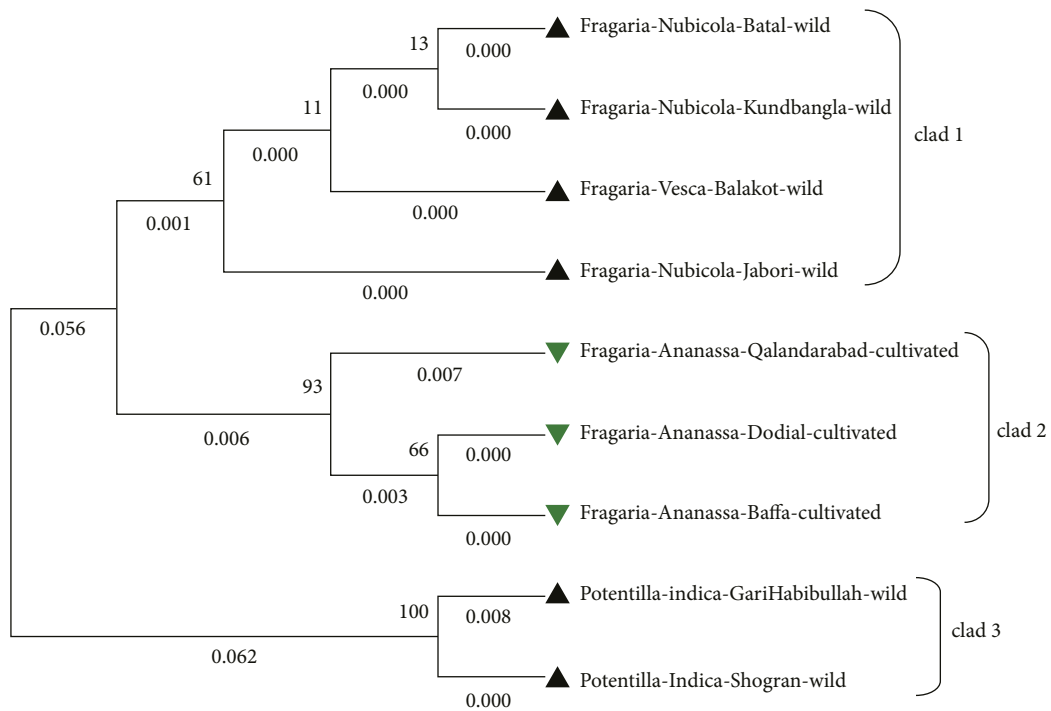 Fragaria-Nubicola-Batal-wild
13
0.000
0.000
Fragaria-Nubicola-Kundbangla-wild
11
0.000
clad 1
0.000
61
Fragaria-Vesca-Balakot-wild
0.001
0.000
Fragaria-Nubicola-Jabori-wild
0.000
0.056
Fragaria-Ananassa-Qalandarabad-cultivated
0.007
93
0.006
Fragaria-Ananassa-Dodial-cultivated
clad 2
66
0.000
0.003
Fragaria-Ananassa-Baffa-cultivated
0.000
Potentilla-indica-GariHabibullah-wild
100
0.008
clad 3
0.062
Potentilla-Indica-Shogran-wild
0.000